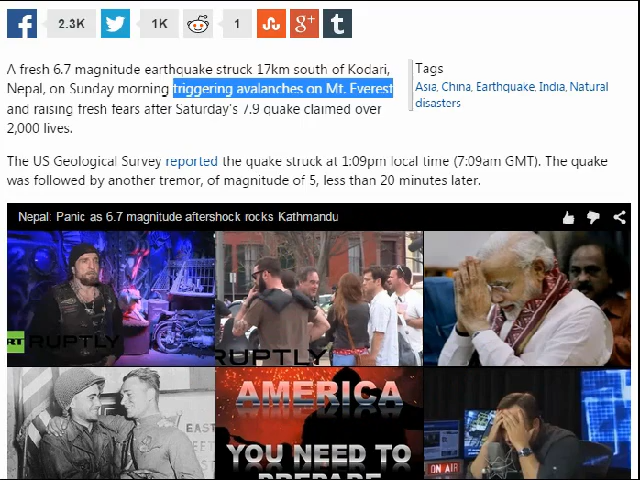 2.3K
1K
1
A fresh 6.7 magnitude earthquake struck 17km south of Kodari,
Nepal, on Sunday morning triggering avalanches on Mt. Everest
and raising fresh fears after Saturday's 7.9 quake claimed over
2,000 lives.
Tags
Asia, China, Earthquake, India, Natural
disasters
The US Geological Survey reported the quake struck at 1:09pm local time (7:09am GMT). The quake
was followed by another tremor, of magnitude of 5, less than 20 minutes later.
Nepal: Panic as 6.7 magnitude aftershock rocks Kathmandu
RT RUPTLY
RUPTLY
EAST
AMERICA
YOU NEED TO
PREPARE
ON AIR